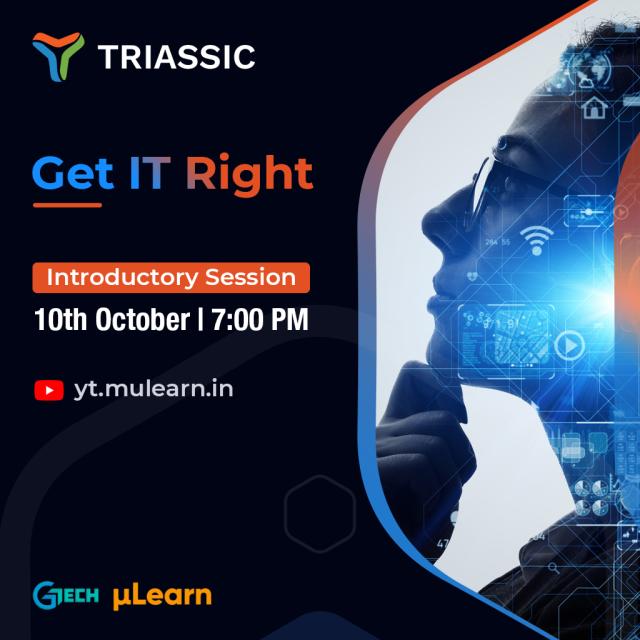 TRIASSIC
Get IT Right
Introductory Session
10th October | 7:00 PM
yt.mulearn.in
GTECH μLearn